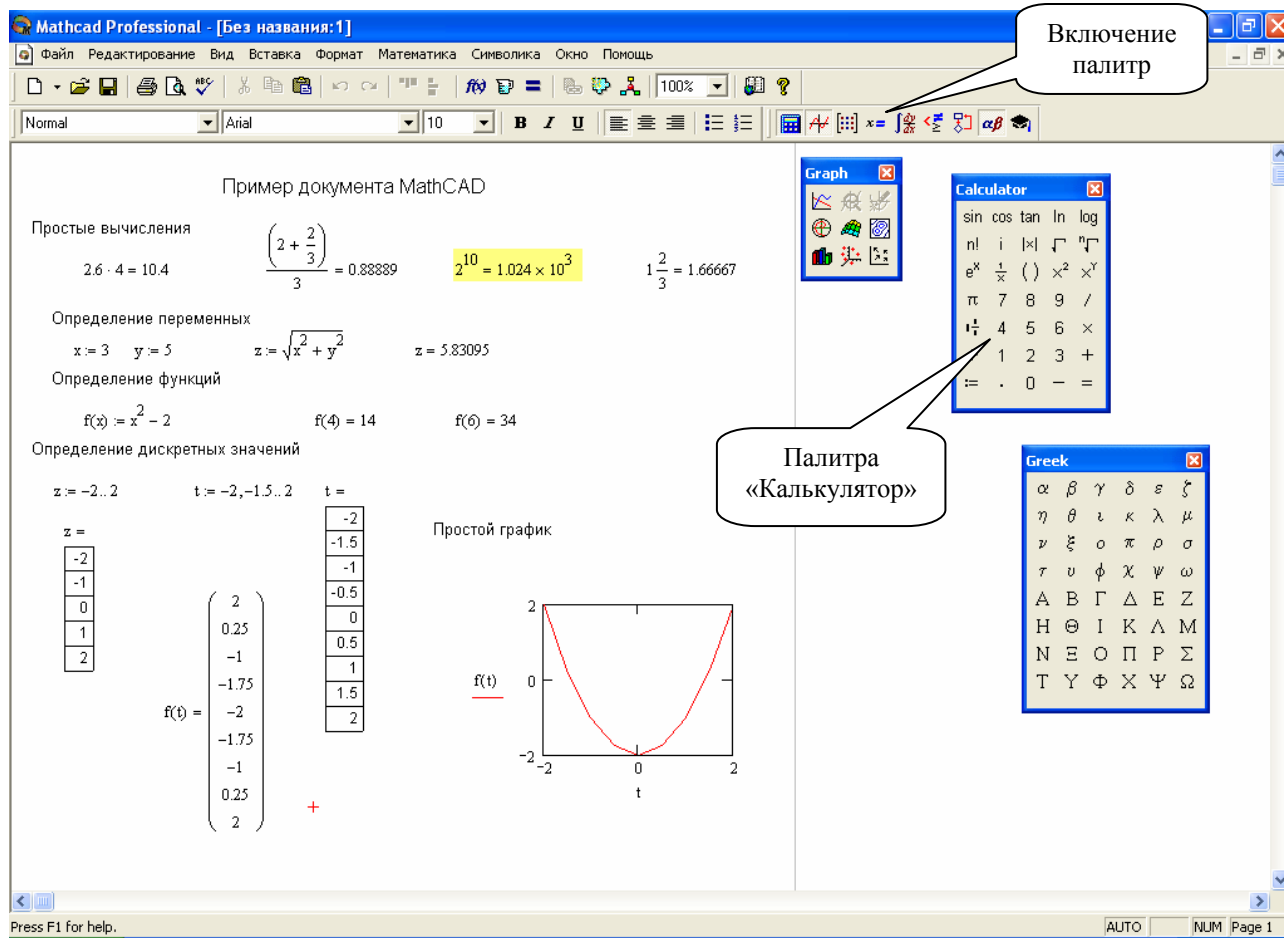 Mathcad Professional - [Без названия:1]
Включение
палитр
Файл Редактирование Вид Вставка Формат Математика Символика Окно Помощь
100%
Normal Arial 10 B I U
Пример документа MathCAD
Простые вычисления
2.6 · 4 = 10.4
(2 + 2/3)/3 = 0.88889
2^10 = 1.024 × 10^3
1 2/3 = 1.66667
Определение переменных
x := 3 y := 5 z := √(x^2 + y^2) z = 5.83095
Определение функций
f(x) := x^2 − 2 f(4) = 14 f(6) = 34
Определение дискретных значений
z := −2.. 2 t := −2, −1.5.. 2 t =
-2
-1.5
-1
-0.5
0
0.5
1
1.5
2
z =
-2
-1
0
1
2
f(t) =
2
0.25
−1
−1.75
−2
−1.75
−1
0.25
2
Простой график
2
f(t) 0
−2
−2 0 2
t
Graph
Calculator
sin cos tan ln log
n! i |×| √ ⁿ√
e^x 1/x ( ) ×² ×^Y
π 7 8 9 /
4 5 6 ×
1 2 3 +
:= . 0 − =
Палитра
«Калькулятор»
Greek
α β γ δ ε ζ
η θ ι κ λ μ
ν ξ ο π ρ σ
τ υ ϕ χ ψ ω
Α Β Γ Δ Ε Ζ
Η Θ Ι Κ Λ Μ
Ν Ξ Ο Π Ρ Σ
Τ Υ Φ Χ Ψ Ω
Press F1 for help.
AUTO NUM Page 1